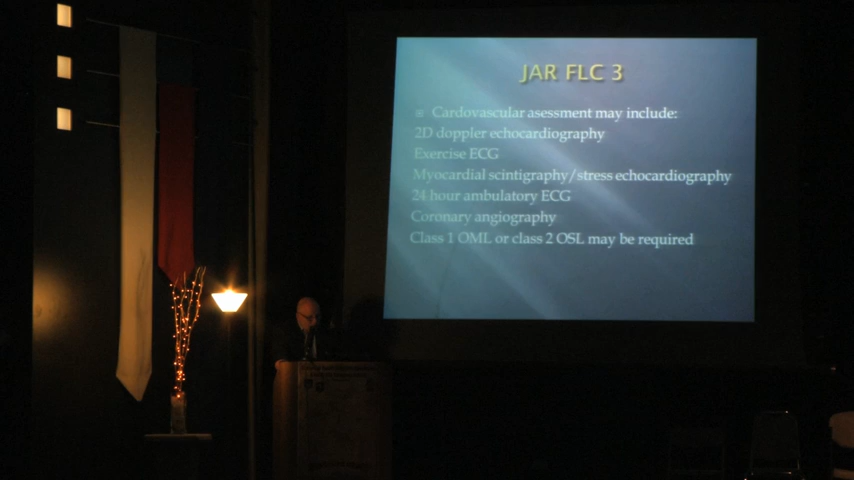 JAR FLC 3
Cardovascular asessment may include:
2D doppler echocardiography
Exercise ECG
Myocardial scintigraphy/stress echocardiography
24 hour ambulatory ECG
Coronary angiography
Class 1 OML or class 2 OSL may be required